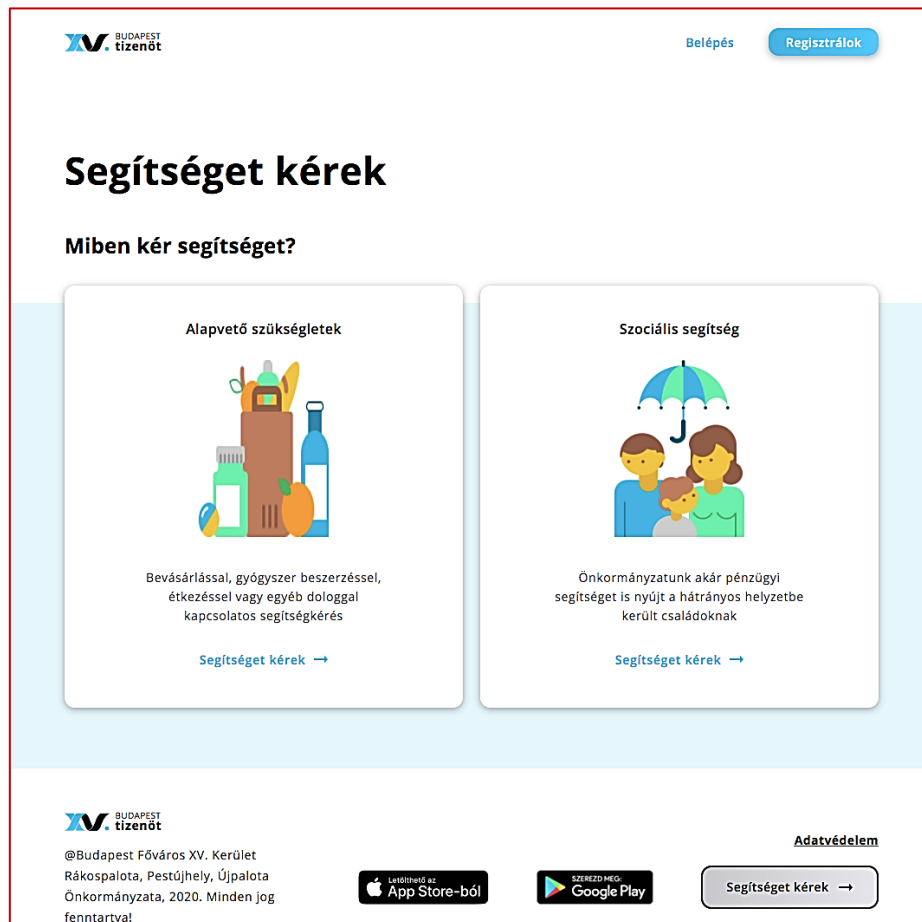 XV. BUDAPEST
tizenöt
Belépés
Regisztrálok
Segítséget kérek
Miben kér segítséget?
Alapvető szükségletek
Bevásárlással, gyógyszer beszerzéssel,
étkezéssel vagy egyéb dologgal
kapcsolatos segítségkérés
Segítséget kérek →
Szociális segítség
Önkormányzatunk akár pénzügyi
segítséget is nyújt a hátrányos helyzetbe
került családoknak
Segítséget kérek →
XV. BUDAPEST
tizenöt
@Budapest Főváros XV. Kerület
Rákospalota, Pestújhely, Újpalota
Önkormányzata, 2020. Minden jog
fenntartva!
Letölthető az
App Store-ból
SZEREZD MEG:
Google Play
Adatvédelem
Segítséget kérek →